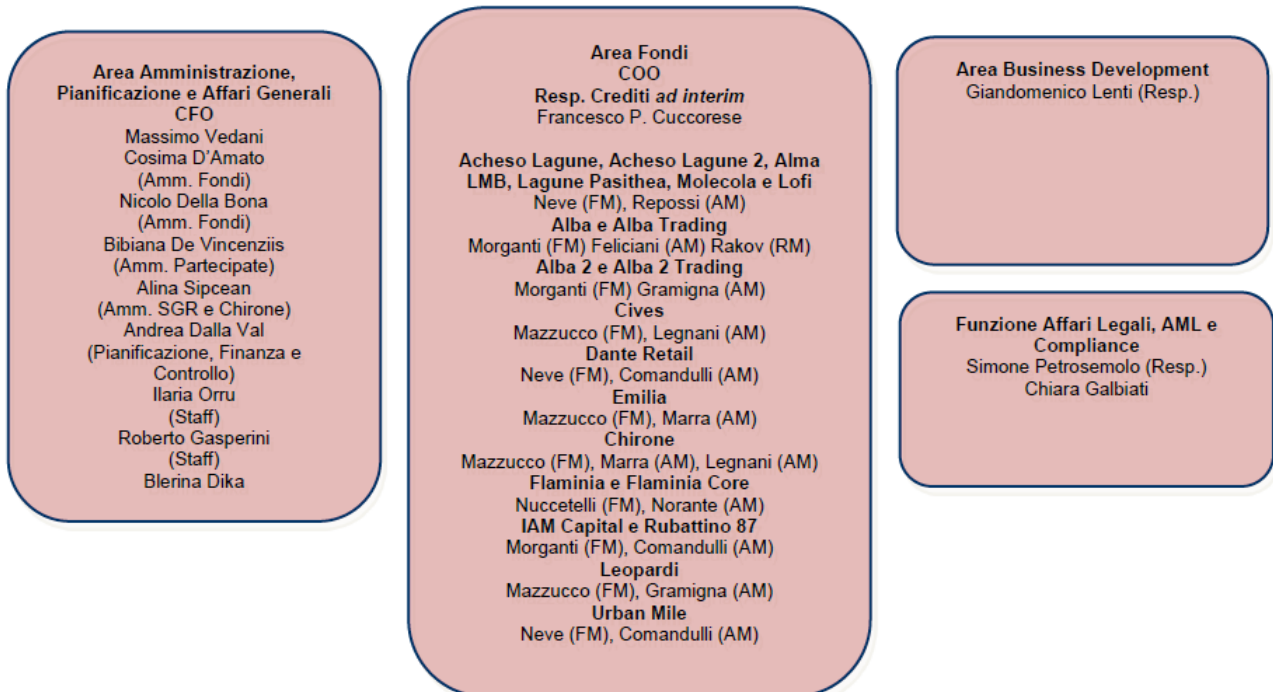 Area Amministrazione,
Pianificazione e Affari Generali
CFO
Massimo Vedani
Cosima D'Amato
(Amm. Fondi)
Nicolo Della Bona
(Amm. Fondi)
Bibiana De Vincenziis
(Amm. Partecipate)
Alina Sipcean
(Amm. SGR e Chirone)
Andrea Dalla Val
(Pianificazione, Finanza e
Controllo)
Ilaria Orru
(Staff)
Roberto Gasperini
(Staff)
Blerina Dika
Area Fondi
COO
Resp. Crediti ad interim
Francesco P. Cuccorese
Acheso Lagune, Acheso Lagune 2, Alma
LMB, Lagune Pasithea, Molecola e Lofi
Neve (FM), Repossi (AM)
Alba e Alba Trading
Morganti (FM) Feliciani (AM) Rakov (RM)
Alba 2 e Alba 2 Trading
Morganti (FM) Gramigna (AM)
Cives
Mazzucco (FM), Legnani (AM)
Dante Retail
Neve (FM), Comandulli (AM)
Emilia
Mazzucco (FM), Marra (AM)
Chirone
Mazzucco (FM), Marra (AM), Legnani (AM)
Flaminia e Flaminia Core
Nuccetelli (FM), Norante (AM)
IAM Capital e Rubattino 87
Morganti (FM), Comandulli (AM)
Leopardi
Mazzucco (FM), Gramigna (AM)
Urban Mile
Neve (FM), Comandulli (AM)
Area Business Development
Giandomenico Lenti (Resp.)
Funzione Affari Legali, AML e
Compliance
Simone Petrosemolo (Resp.)
Chiara Galbiati